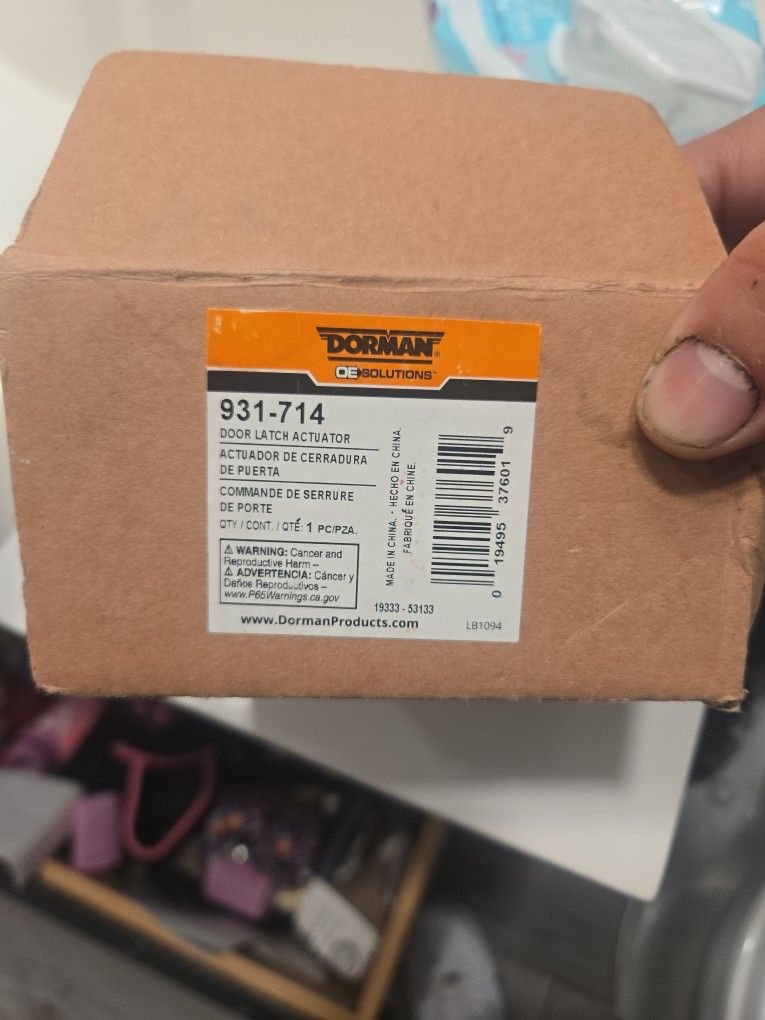 DORMAN®
OE SOLUTIONS™
931-714
DOOR LATCH ACTUATOR
ACTUADOR DE CERRADURA
DE PUERTA
COMMANDE DE SERRURE
DE PORTE
QTY / CONT. / QTÉ: 1 PC/PZA.
⚠ WARNING: Cancer and
Reproductive Harm –
⚠ ADVERTENCIA: Cáncer y
Daños Reproductivos –
www.P65Warnings.ca.gov
MADE IN CHINA. - HECHO EN CHINA.
FABRIQUÉ EN CHINE.
0 19495 37601 9
19333 - 53133
www.DormanProducts.com
LB1094